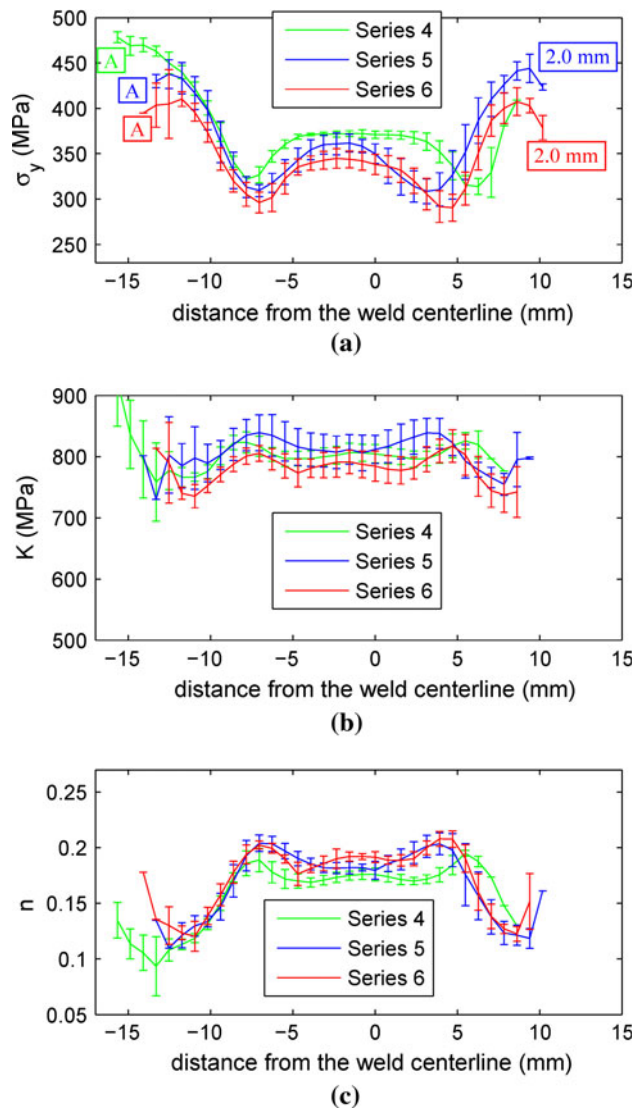 500
450
400
350
300
250
σy (MPa)
A
A
A
Series 4
Series 5
Series 6
2.0 mm
2.0 mm
−15 −10 −5 0 5 10 15
distance from the weld centerline (mm)
(a)
900
800
700
600
500
K (MPa)
Series 4
Series 5
Series 6
−15 −10 −5 0 5 10 15
distance from the weld centerline (mm)
(b)
0.25
0.2
0.15
0.1
0.05
n
Series 4
Series 5
Series 6
−15 −10 −5 0 5 10 15
distance from the weld centerline (mm)
(c)